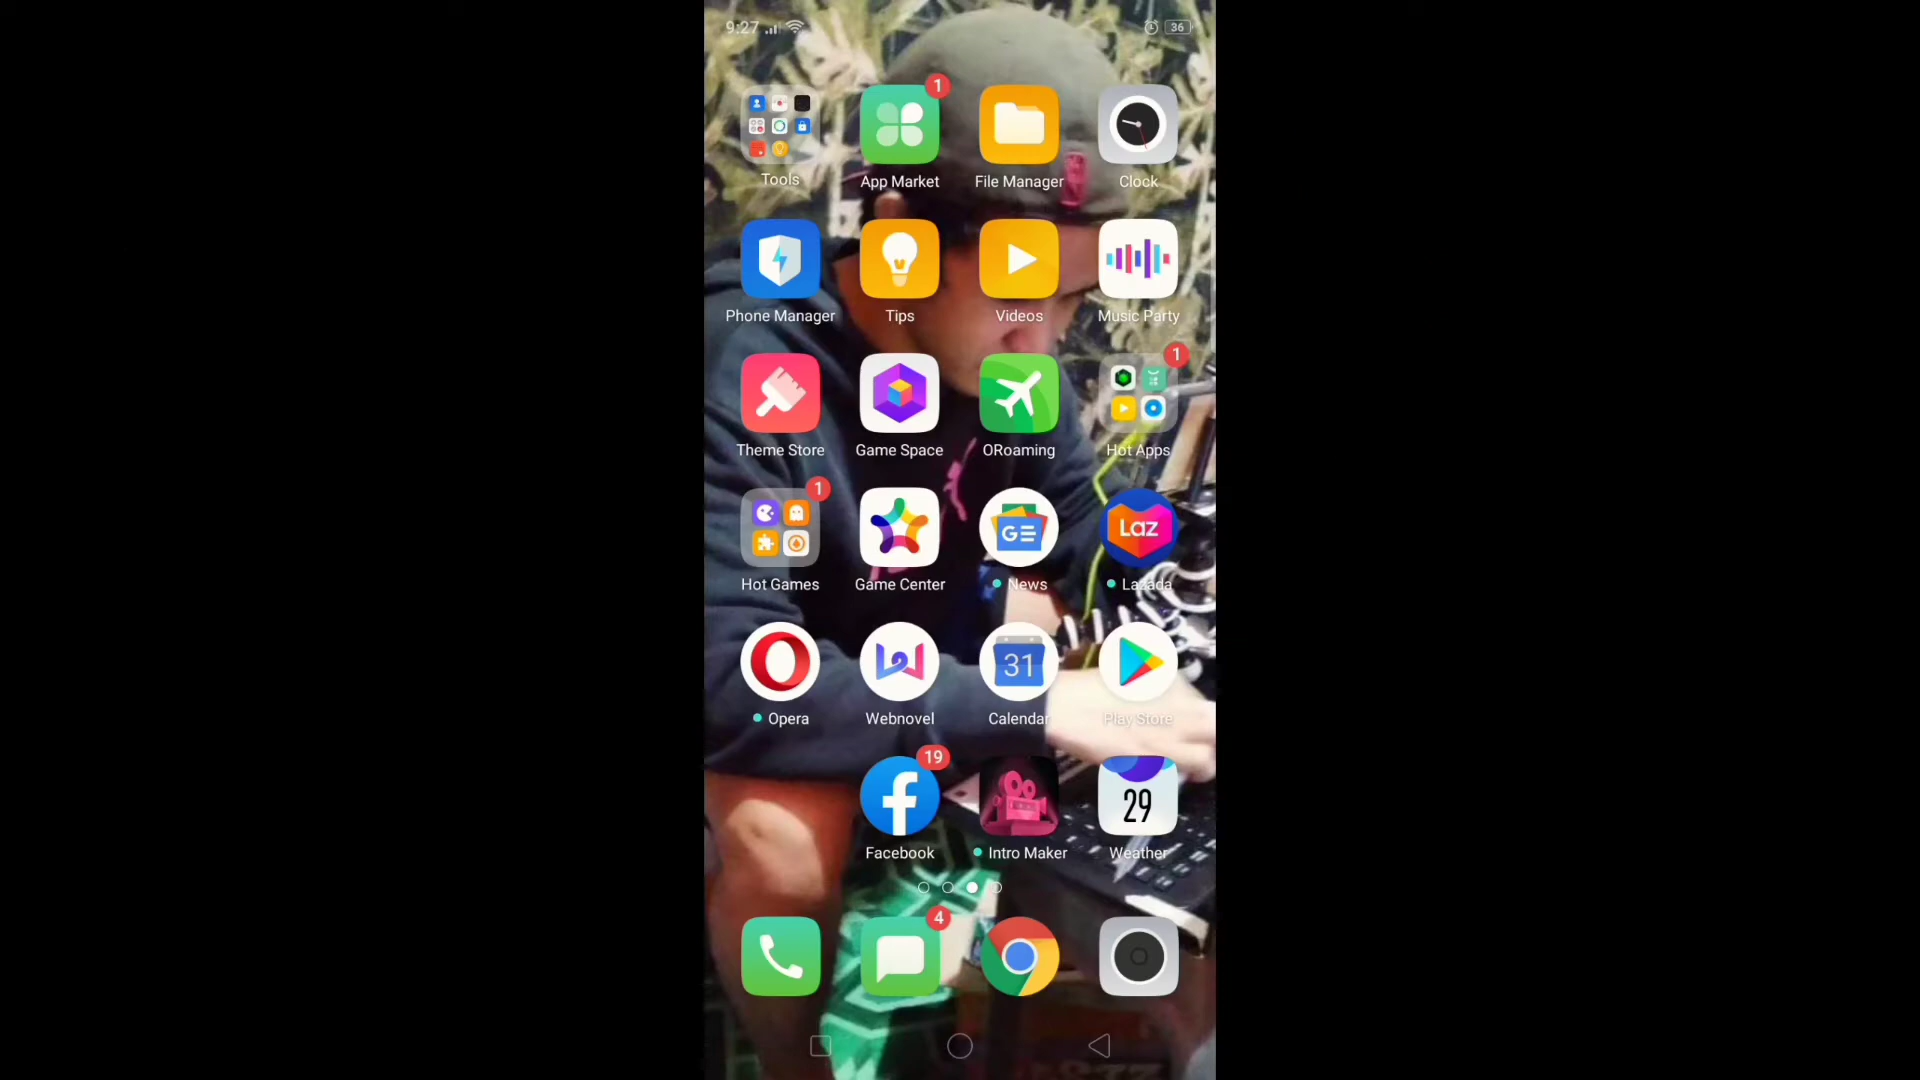 9:27 36
1
Tools App Market File Manager Clock
Phone Manager Tips Videos Music Party
1
Theme Store Game Space ORoaming Hot Apps
1
GE Laz
Hot Games Game Center News Lazada
31
Opera Webnovel Calendar Play Store
19
29
Facebook Intro Maker Weather
4